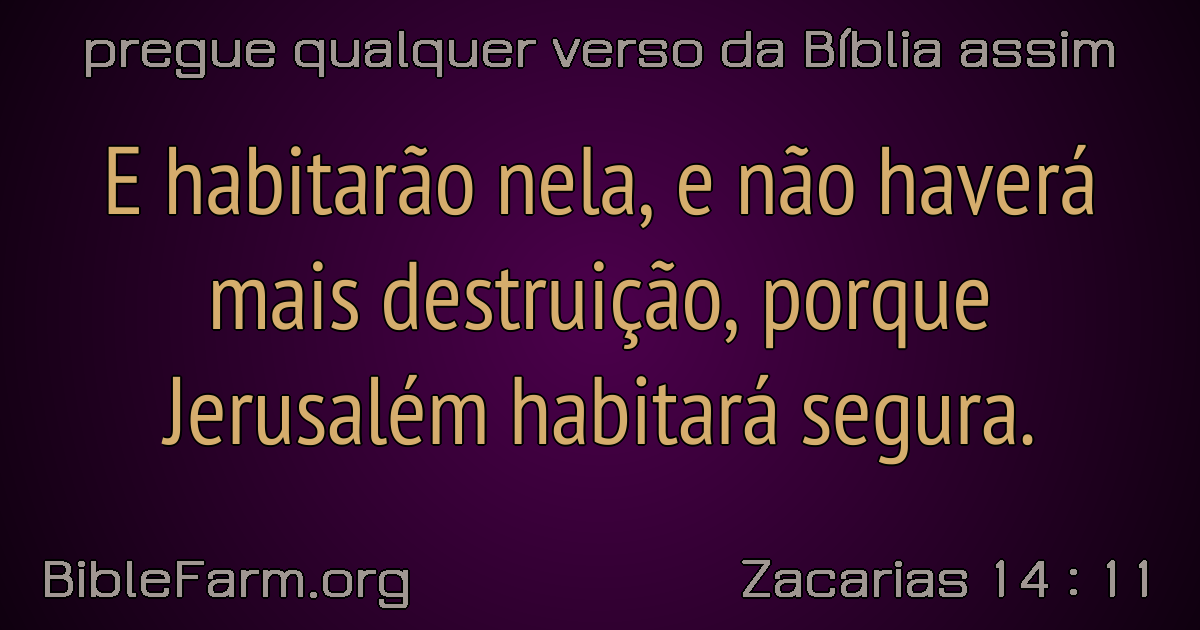 pregue qualquer verso da Bíblia assim
E habitarão nela, e não haverá
mais destruição, porque
Jerusalém habitará segura.
BibleFarm.org
Zacarias 14 : 11